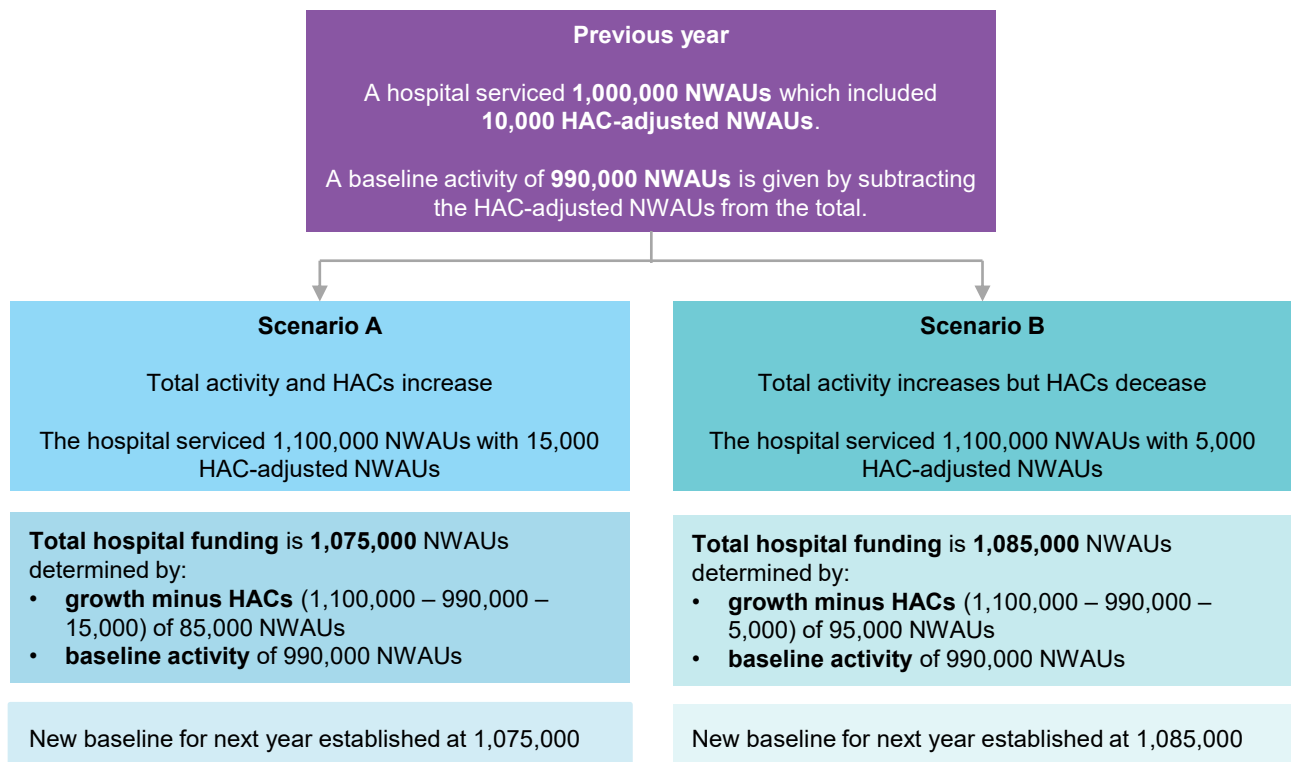 Previous year
A hospital serviced 1,000,000 NWAUs which included
10,000 HAC-adjusted NWAUs.
A baseline activity of 990,000 NWAUs is given by subtracting
the HAC-adjusted NWAUs from the total.
Scenario A
Total activity and HACs increase
The hospital serviced 1,100,000 NWAUs with 15,000
HAC-adjusted NWAUs
Total hospital funding is 1,075,000 NWAUs
determined by:
• growth minus HACs (1,100,000 – 990,000 –
15,000) of 85,000 NWAUs
• baseline activity of 990,000 NWAUs
New baseline for next year established at 1,075,000
Scenario B
Total activity increases but HACs decease
The hospital serviced 1,100,000 NWAUs with 5,000
HAC-adjusted NWAUs
Total hospital funding is 1,085,000 NWAUs
determined by:
• growth minus HACs (1,100,000 – 990,000 –
5,000) of 95,000 NWAUs
• baseline activity of 990,000 NWAUs
New baseline for next year established at 1,085,000